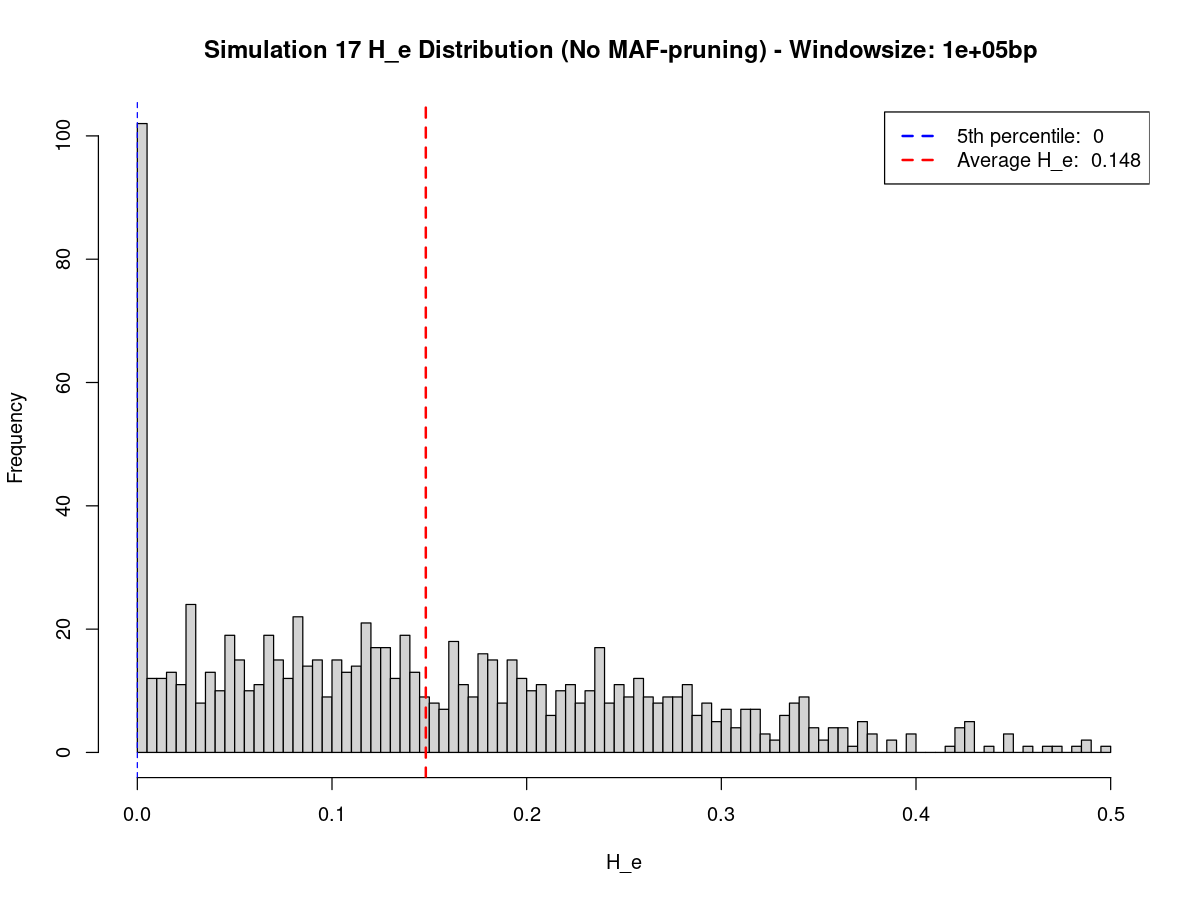 Simulation 17 H_e Distribution (No MAF-pruning) - Windowsize: 1e+05bp
5th percentile:  0
Average H_e:  0.148
Frequency
100
80
60
40
20
0
0.0 0.1 0.2 0.3 0.4 0.5
H_e